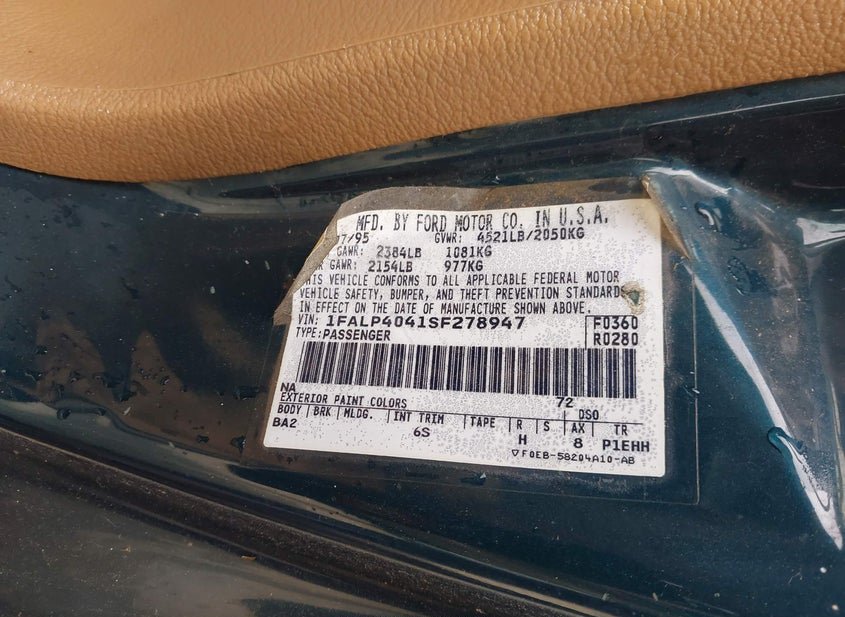 MFD. BY FORD MOTOR CO. IN U.S.A.
7/95 GVWR: 4521LB/2050KG
GAWR: 2384LB 1081KG
GAWR: 2154LB 977KG
THIS VEHICLE CONFORMS TO ALL APPLICABLE FEDERAL MOTOR
VEHICLE SAFETY, BUMPER, AND THEFT PREVENTION STANDARDS
IN EFFECT ON THE DATE OF MANUFACTURE SHOWN ABOVE.
VIN: 1FALP4041SF278947 F0360
TYPE: PASSENGER R0280
NA 72
EXTERIOR PAINT COLORS DSO
BODY BRK MLDG. INT TRIM TAPE R S AX TR
BA2 6S H 8 P1EHH
▽F0EB-58204A10-AB